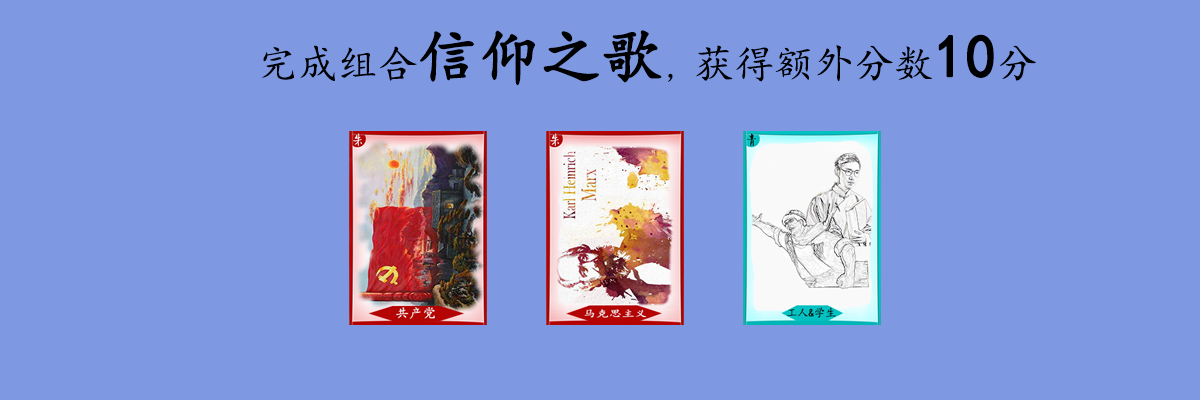 完成组合信仰之歌，获得额外分数10分
朱
朱
青
Karl Heinrich
Marx
共产党
马克思主义
工人&学生